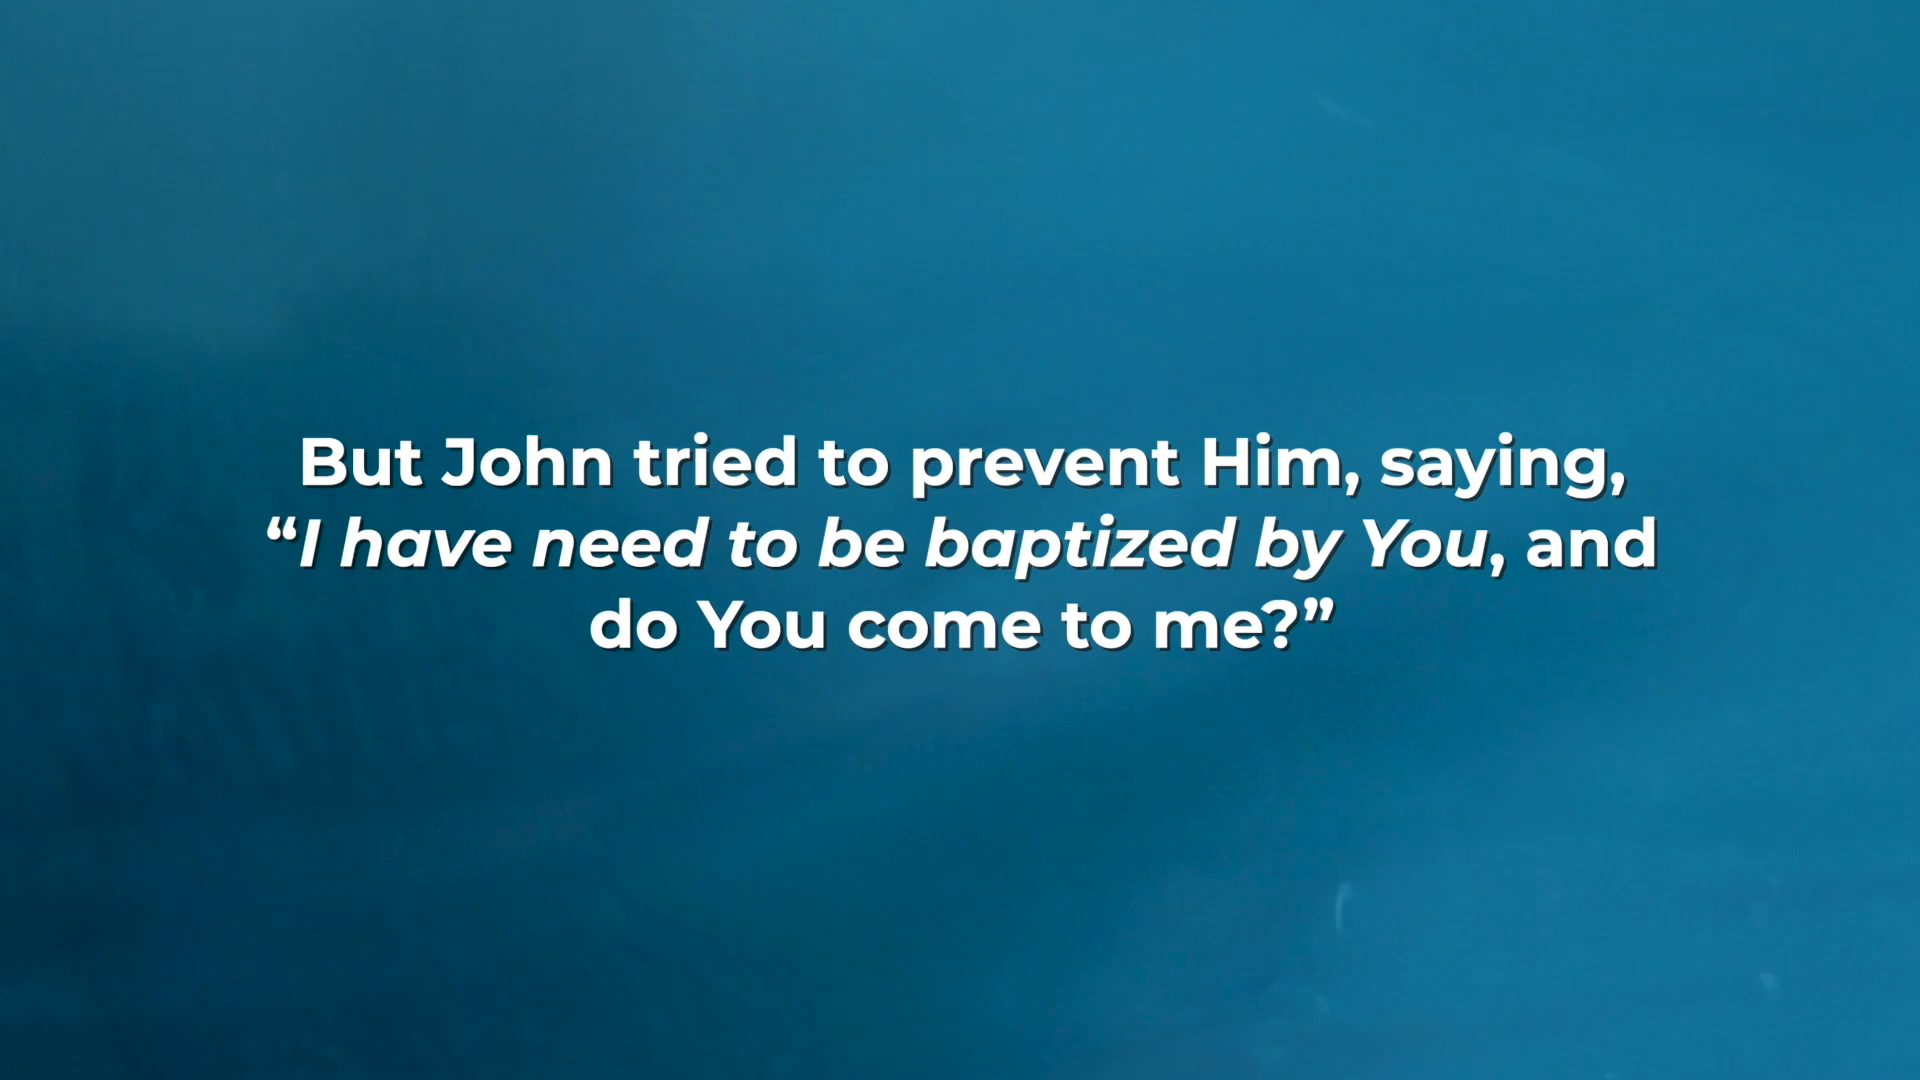 But John tried to prevent Him, saying,
“I have need to be baptized by You, and
do You come to me?”